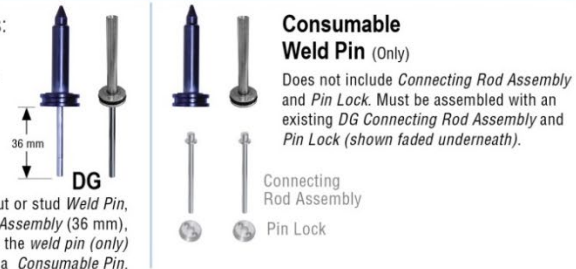 s:
36 mm
DG
ut or stud Weld Pin,
Assembly (36 mm),
the weld pin (only)
a Consumable Pin.
Consumable
Weld Pin (Only)
Does not include Connecting Rod Assembly
and Pin Lock. Must be assembled with an
existing DG Connecting Rod Assembly and
Pin Lock (shown faded underneath).
Connecting
Rod Assembly
Pin Lock